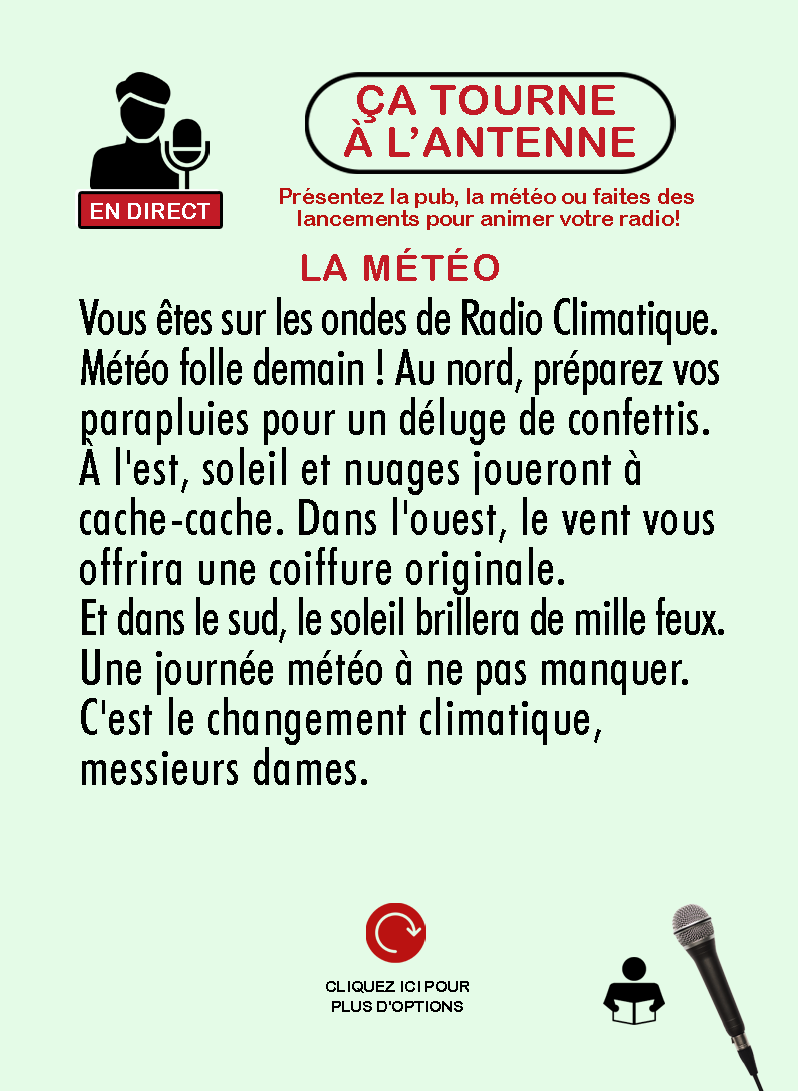 ÇA TOURNE
À L’ANTENNE
EN DIRECT
Présentez la pub, la météo ou faites des
lancements pour animer votre radio!
LA MÉTÉO
Vous êtes sur les ondes de Radio Climatique.
Météo folle demain ! Au nord, préparez vos
parapluies pour un déluge de confettis.
À l'est, soleil et nuages joueront à
cache-cache. Dans l'ouest, le vent vous
offrira une coiffure originale.
Et dans le sud, le soleil brillera de mille feux.
Une journée météo à ne pas manquer.
C'est le changement climatique,
messieurs dames.
CLIQUEZ ICI POUR
PLUS D'OPTIONS